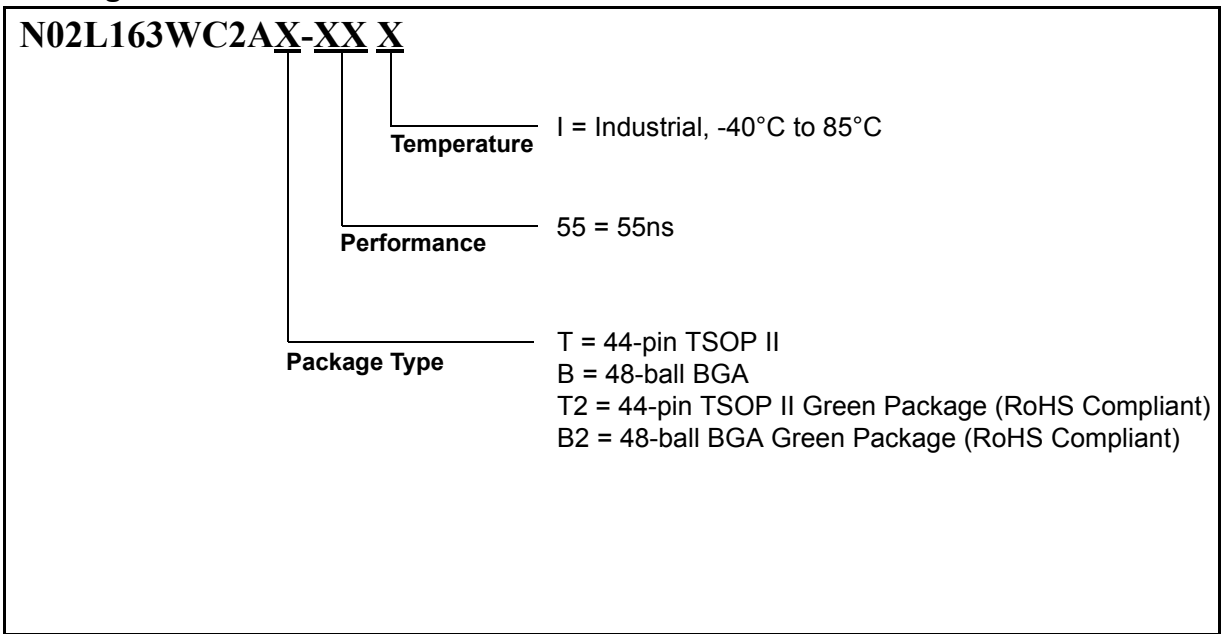 N02L163WC2AX-XX X
I = Industrial, -40°C to 85°C
Temperature
55 = 55ns
Performance
T = 44-pin TSOP II
Package Type
B = 48-ball BGA
T2 = 44-pin TSOP II Green Package (RoHS Compliant)
B2 = 48-ball BGA Green Package (RoHS Compliant)